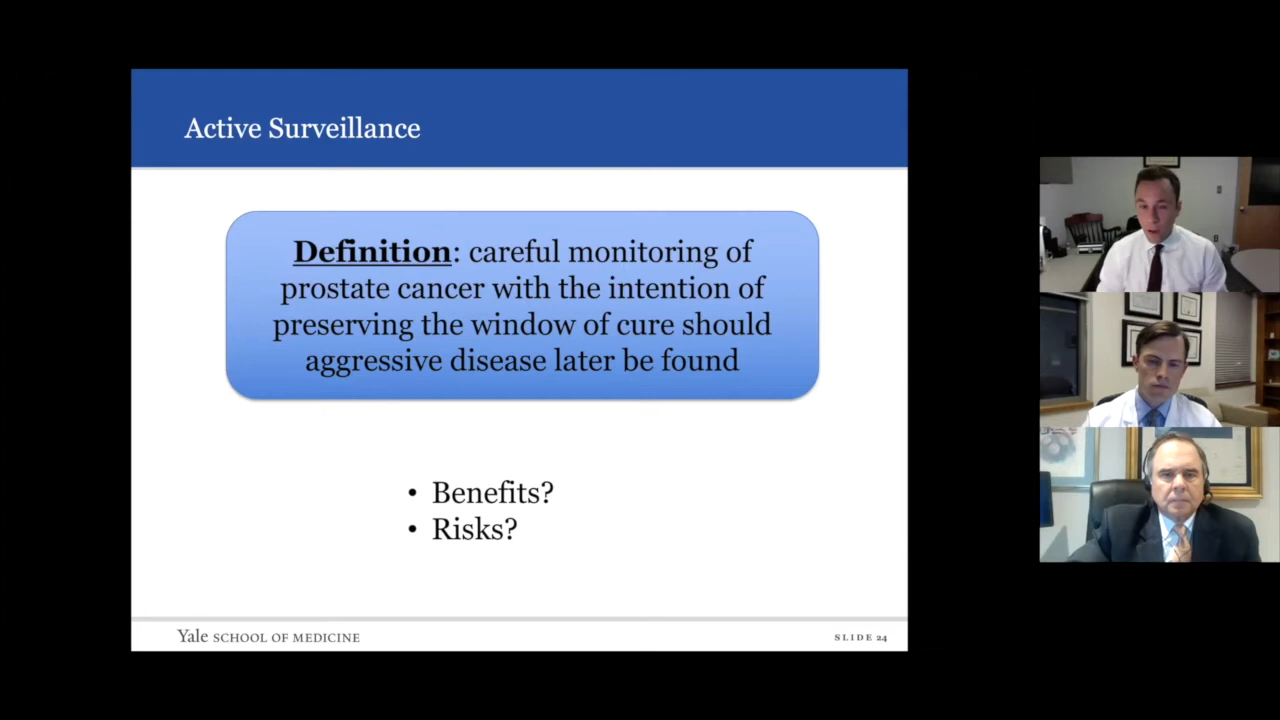 Active Surveillance
Definition: careful monitoring of
prostate cancer with the intention of
preserving the window of cure should
aggressive disease later be found
• Benefits?
• Risks?
Yale SCHOOL OF MEDICINE
SLIDE 24